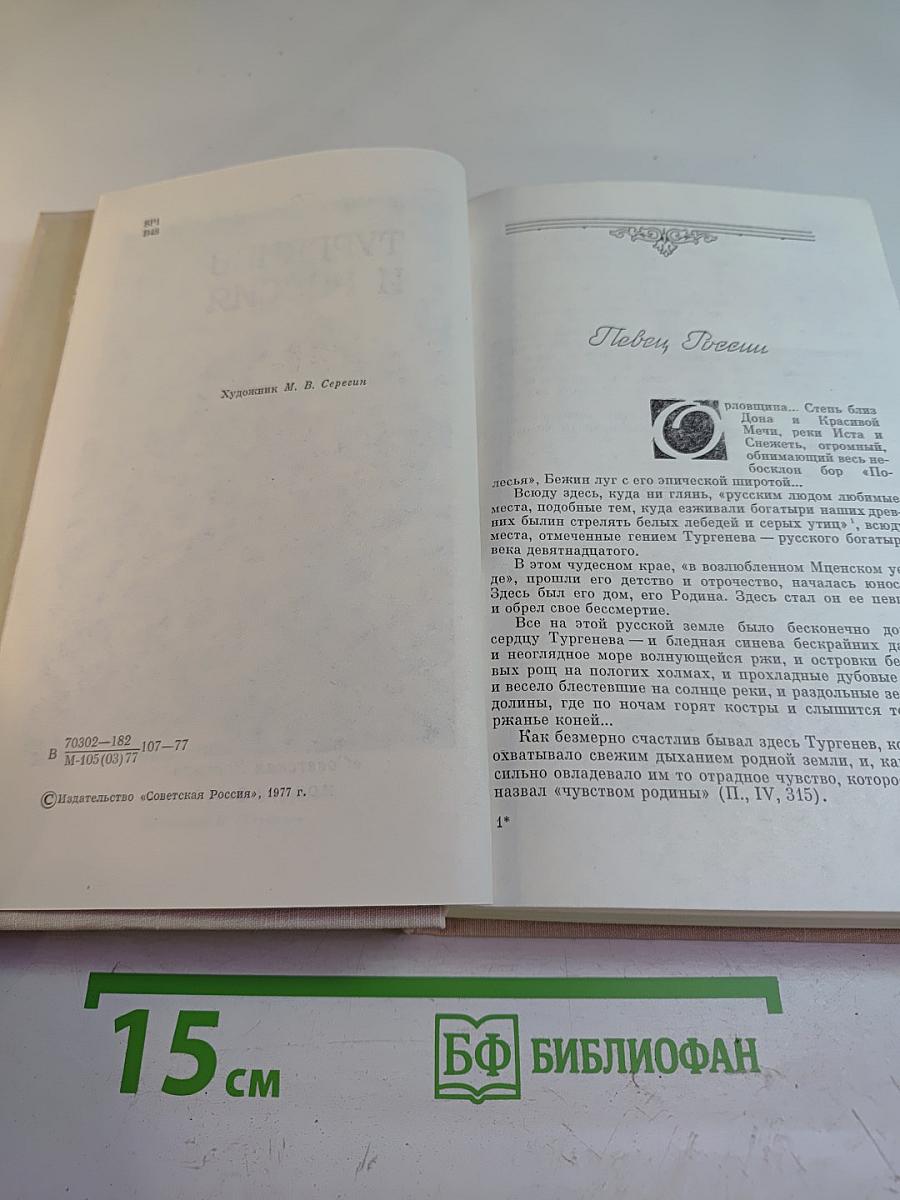 8Р1
В48
Художник М. В. Серегин
В 70302—182 107—77
М-105(03)77
©Издательство «Советская Россия», 1977 г.
Певец России
Орловщина... Степь близ
Дона и Красивой
Мечи, реки Иста и
Снежеть, огромный,
обнимающий весь не-
босклон бор «По-
лесья», Бежин луг с его эпической широтой...
Всюду здесь, куда ни глянь, «русским людом любимые
места, подобные тем, куда езживали богатыри наших древ-
них былин стрелять белых лебедей и серых утиц»¹, всюду
места, отмеченные гением Тургенева — русского богатыр
века девятнадцатого.
В этом чудесном крае, «в возлюбленном Мценском уе
де», прошли его детство и отрочество, началась юнос
Здесь был его дом, его Родина. Здесь стал он ее певц
и обрел свое бессмертие.
Все на этой русской земле было бесконечно до
сердцу Тургенева — и бледная синева бескрайних да
и неоглядное море волнующейся ржи, и островки бе
вых рощ на пологих холмах, и прохладные дубовые
и весело блестевшие на солнце реки, и раздольные зе
долины, где по ночам горят костры и слышится т
ржанье коней...
Как безмерно счастлив бывал здесь Тургенев, ко
охватывало свежим дыханием родной земли, и, ка
сильно овладевало им то отрадное чувство, которо
назвал «чувством родины» (П., IV, 315).
1*
15 см
БФ БИБЛИОФАН